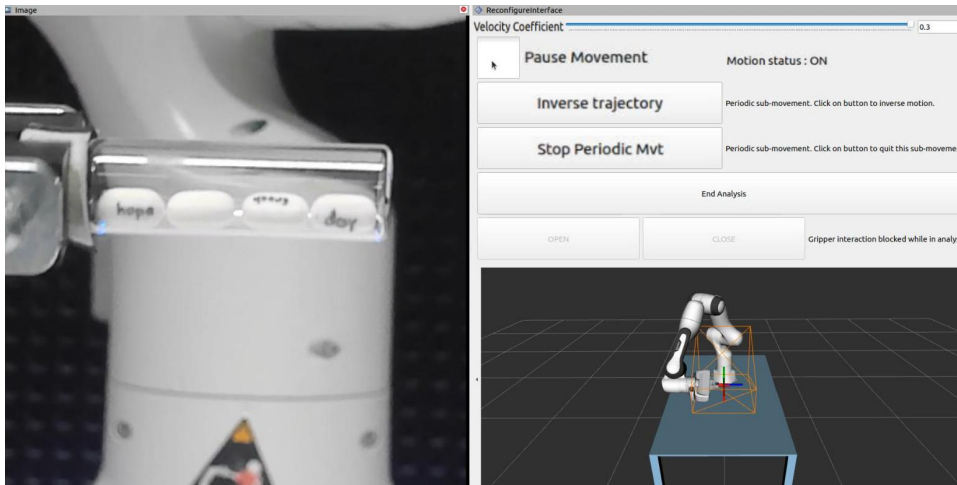 Image
ReconfigureInterface
Velocity Coefficient
0.3
Pause Movement
Motion status : ON
Inverse trajectory
Periodic sub-movement. Click on button to inverse motion.
Stop Periodic Mvt
Periodic sub-movement. Click on button to quit this sub-moveme
End Analysis
OPEN
CLOSE
Gripper interaction blocked while in analy
hope
day